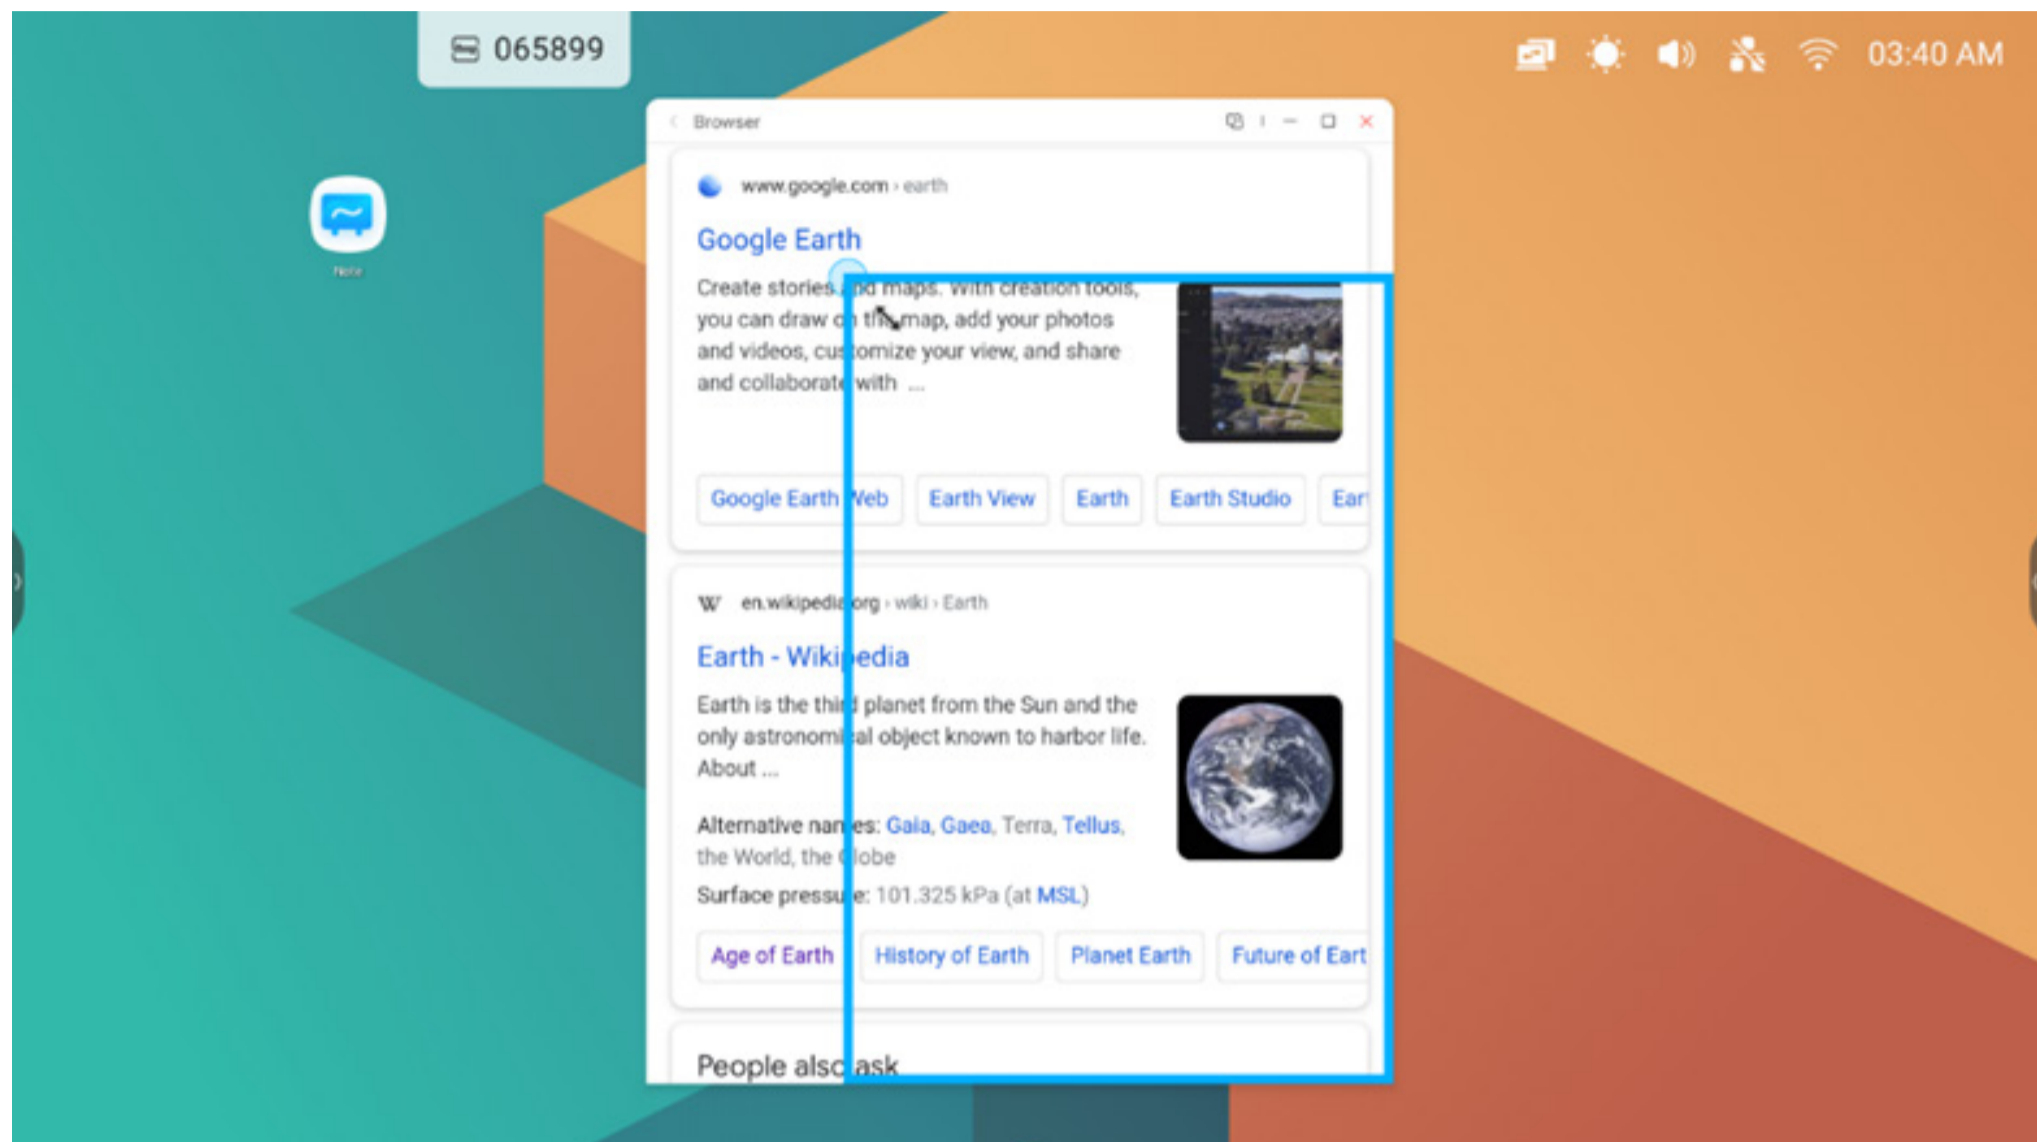 065899
03:40 AM
Browser
www.google.com › earth
Google Earth
Create stories and maps. With creation tools,
you can draw on the map, add your photos
and videos, customize your view, and share
and collaborate with ...
Google Earth Web
Earth View
Earth
Earth Studio
Ear
W en.wikipedia.org › wiki › Earth
Earth - Wikipedia
Earth is the third planet from the Sun and the
only astronomical object known to harbor life.
About ...
Alternative names: Gaia, Gaea, Terra, Tellus,
the World, the Globe
Surface pressure: 101.325 kPa (at MSL)
Age of Earth
History of Earth
Planet Earth
Future of Eart
People also ask
Note